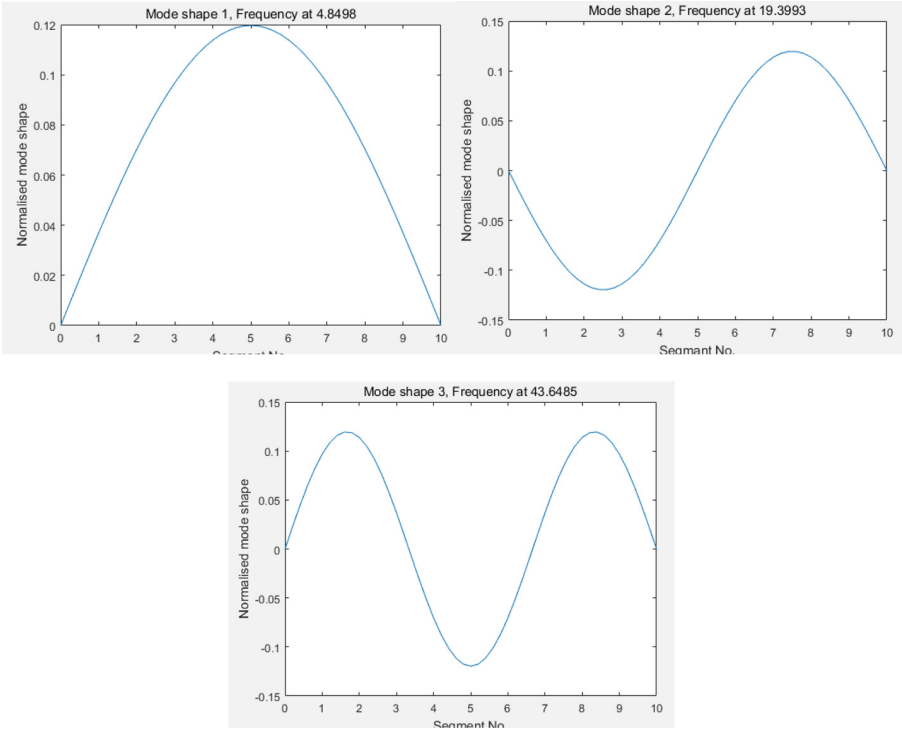 Mode shape 1, Frequency at 4.8498
Normalised mode shape
0.12
0.1
0.08
0.06
0.04
0.02
0
0 1 2 3 4 5 6 7 8 9 10
Segmant No.
Mode shape 2, Frequency at 19.3993
Normalised mode shape
0.15
0.1
0.05
0
-0.05
-0.1
-0.15
0 1 2 3 4 5 6 7 8 9 10
Segmant No.
Mode shape 3, Frequency at 43.6485
Normalised mode shape
0.15
0.1
0.05
0
-0.05
-0.1
-0.15
0 1 2 3 4 5 6 7 8 9 10
Segmant No.